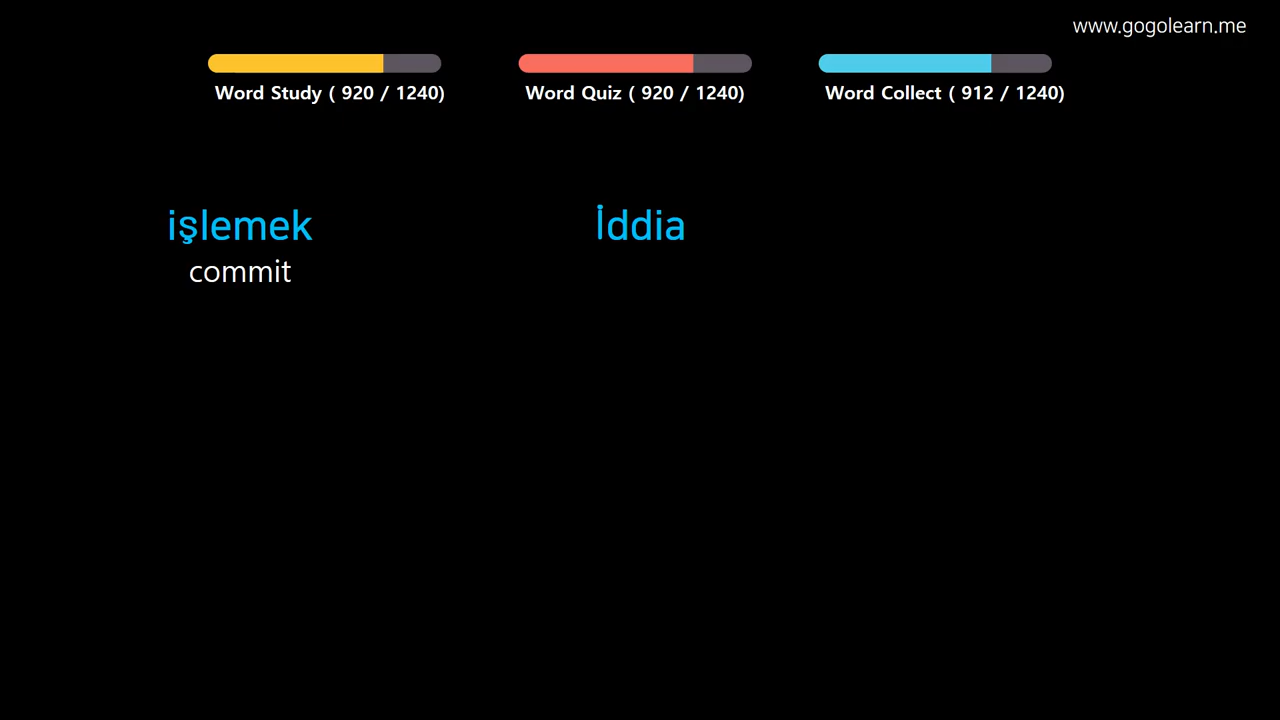 www.gogolearn.me
Word Study ( 920 / 1240)
Word Quiz ( 920 / 1240)
Word Collect ( 912 / 1240)
işlemek
İddia
commit